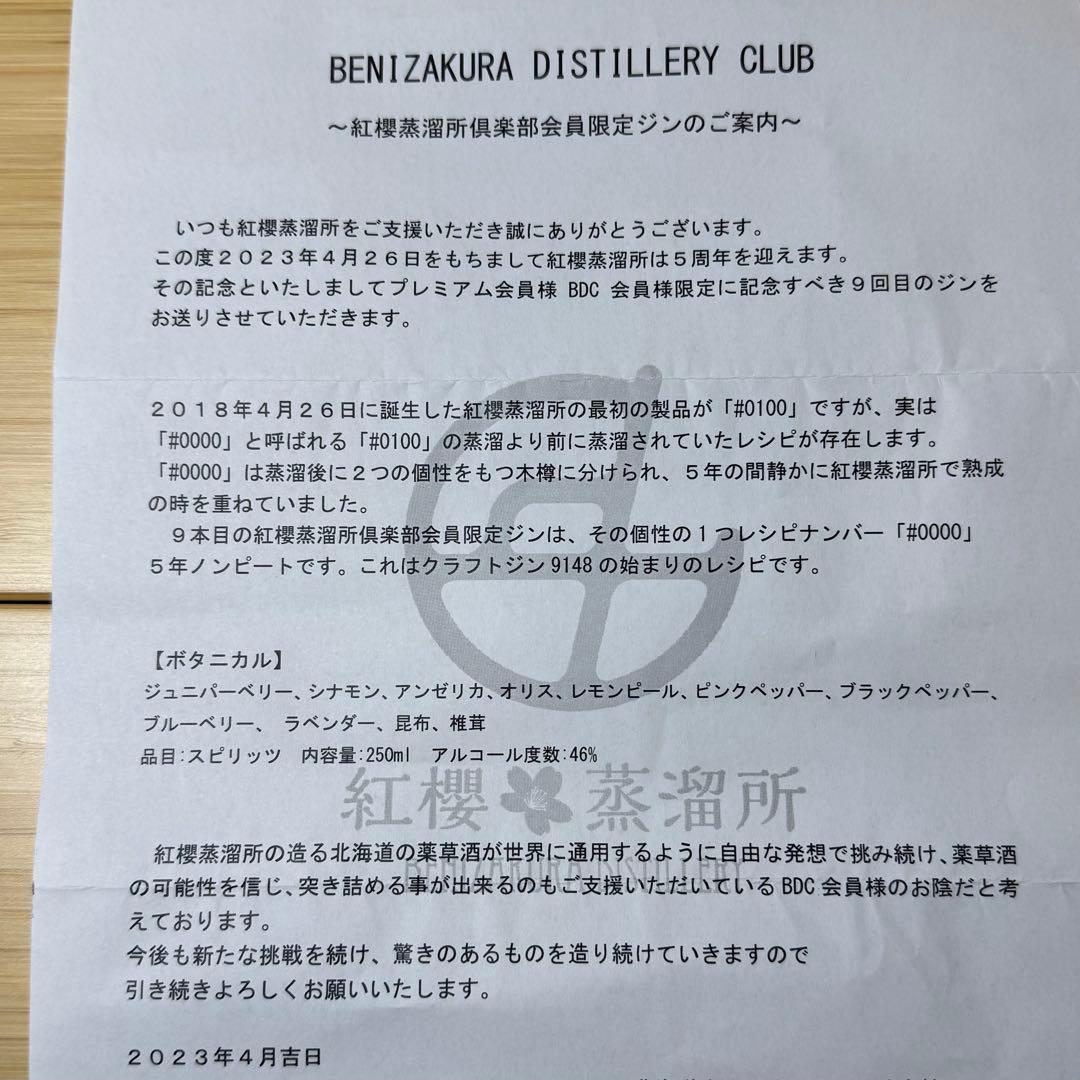 BENIZAKURA DISTILLERY CLUB
～紅櫻蒸溜所倶楽部会員限定ジンのご案内～
いつも紅櫻蒸溜所をご支援いただき誠にありがとうございます。
この度２０２３年４月２６日をもちまして紅櫻蒸溜所は５周年を迎えます。
その記念といたしましてプレミアム会員様 BDC 会員様限定に記念すべき９回目のジンを
お送りさせていただきます。
２０１８年４月２６日に誕生した紅櫻蒸溜所の最初の製品が「#0100」ですが、実は
「#0000」と呼ばれる「#0100」の蒸溜より前に蒸溜されていたレシピが存在します。
「#0000」は蒸溜後に２つの個性をもつ木樽に分けられ、５年の間静かに紅櫻蒸溜所で熟成
の時を重ねていました。
９本目の紅櫻蒸溜所倶楽部会員限定ジンは、その個性の１つレシピナンバー「#0000」
５年ノンピートです。これはクラフトジン9148の始まりのレシピです。
【ボタニカル】
ジュニパーベリー、シナモン、アンゼリカ、オリス、レモンピール、ピンクペッパー、ブラックペッパー、
ブルーベリー、 ラベンダー、昆布、椎茸
品目:スピリッツ 内容量:250ml アルコール度数:46%
紅櫻蒸溜所
BENIZAKURA DISTILLERY
紅櫻蒸溜所の造る北海道の薬草酒が世界に通用するように自由な発想で挑み続け、薬草酒
の可能性を信じ、突き詰める事が出来るのもご支援いただいているBDC会員様のお陰だと考
えております。
今後も新たな挑戦を続け、驚きのあるものを造り続けていきますので
引き続きよろしくお願いいたします。
２０２３年４月吉日